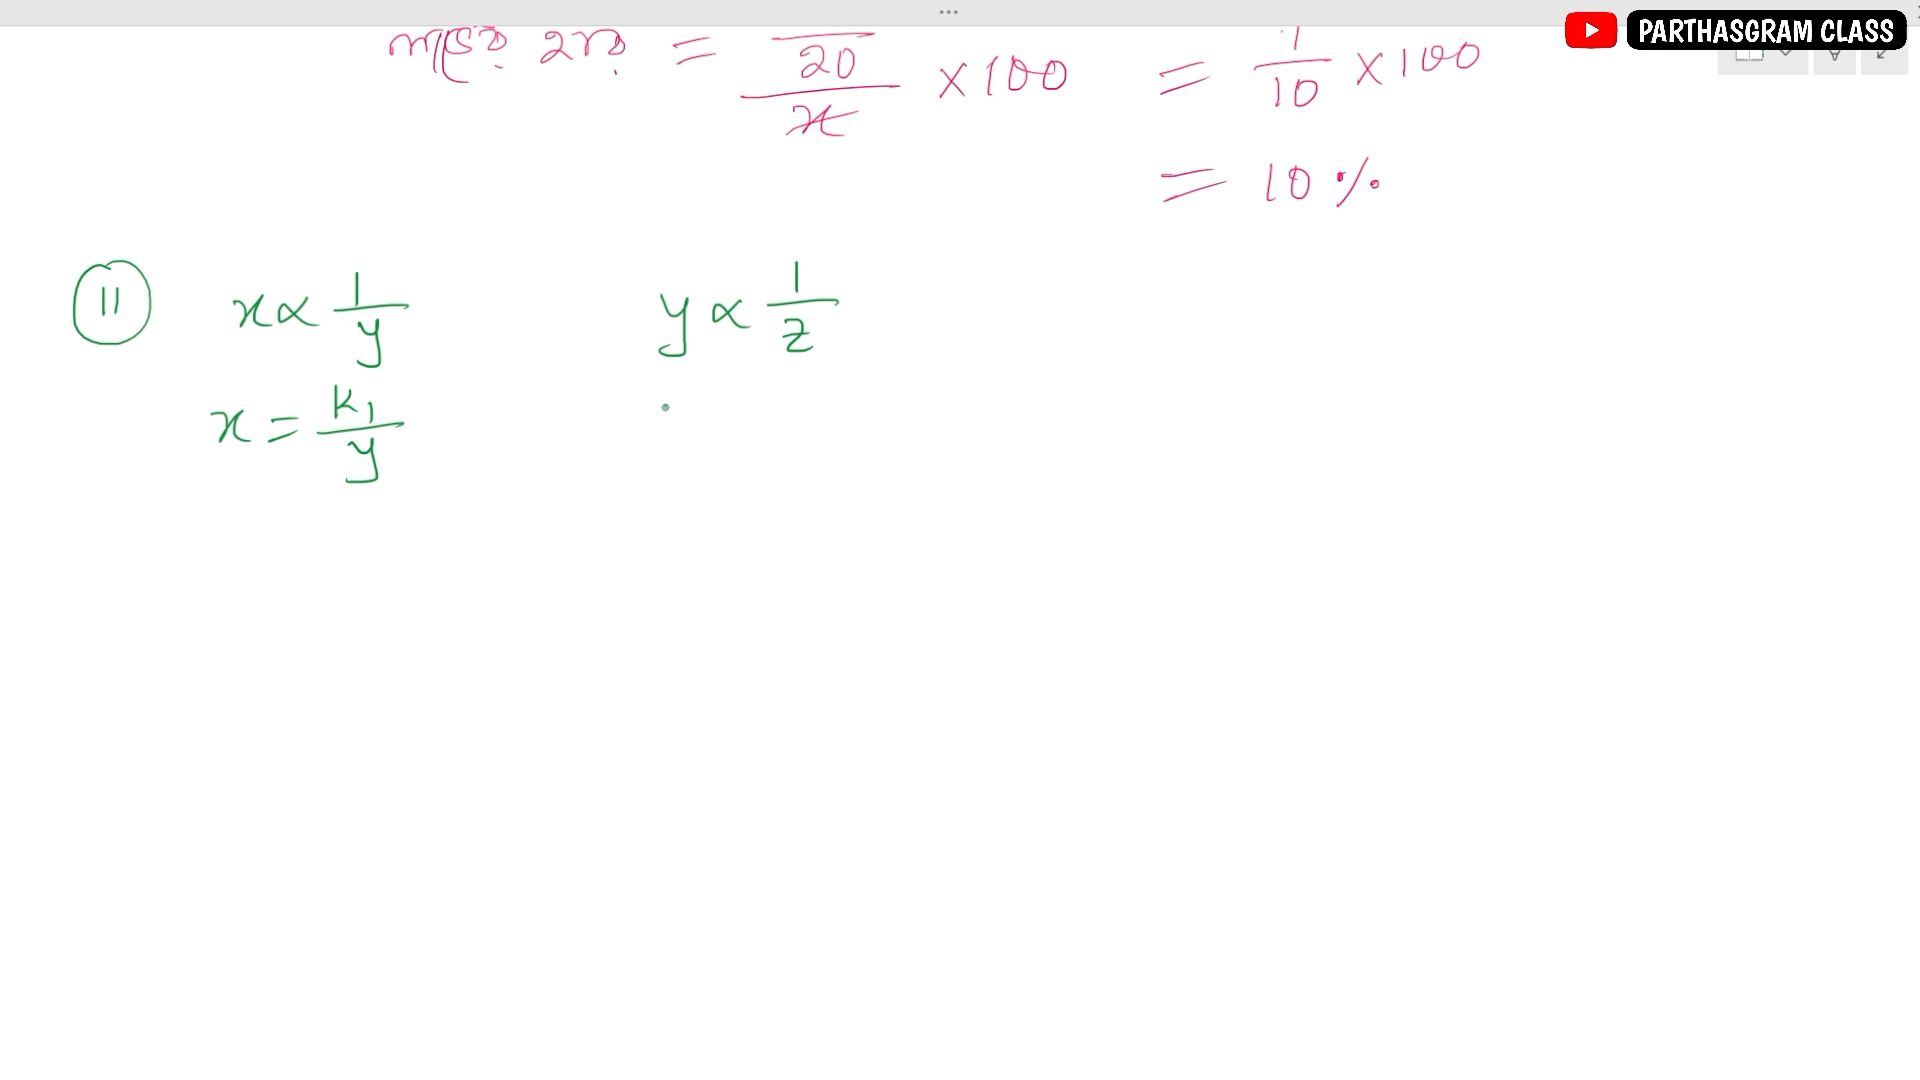 PARTHASGRAM CLASS
লাভের হার = 20/x × 100 = 1/10 × 100
= 10 %
11 x ∝ 1/y y ∝ 1/z
x = K₁/y